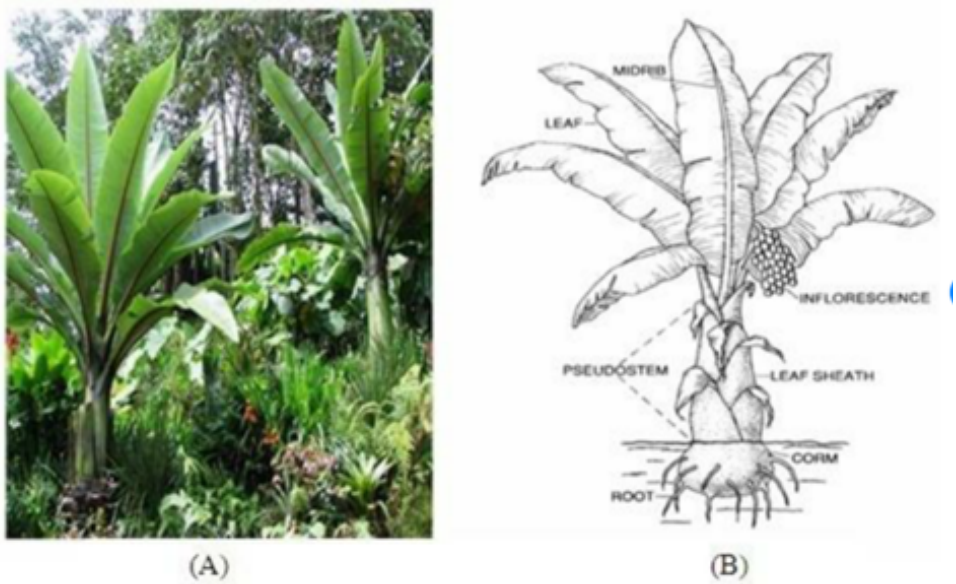 MIDRIB
LEAF
INFLORESCENCE
PSEUDOSTEM
LEAF SHEATH
CORM
ROOT
(A)
(B)